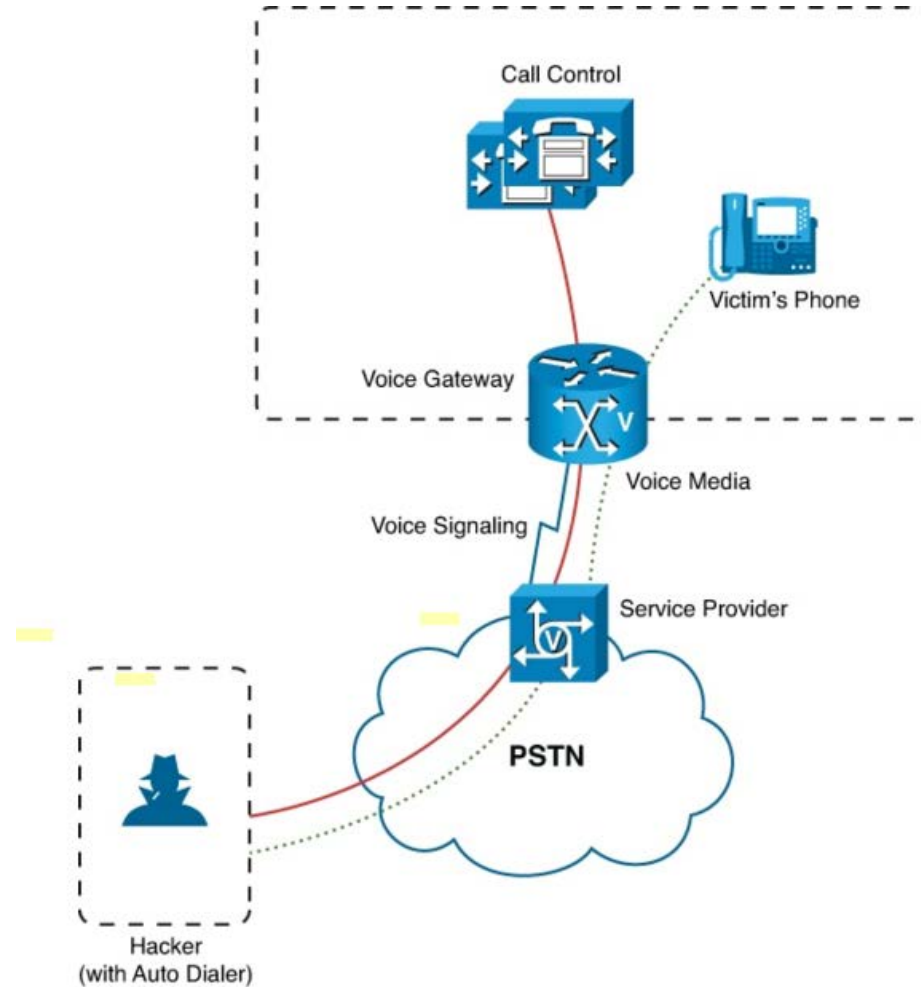 Call Control
Victim’s Phone
Voice Gateway
V
Voice Media
Voice Signaling
Service Provider
V
PSTN
Hacker
(with Auto Dialer)